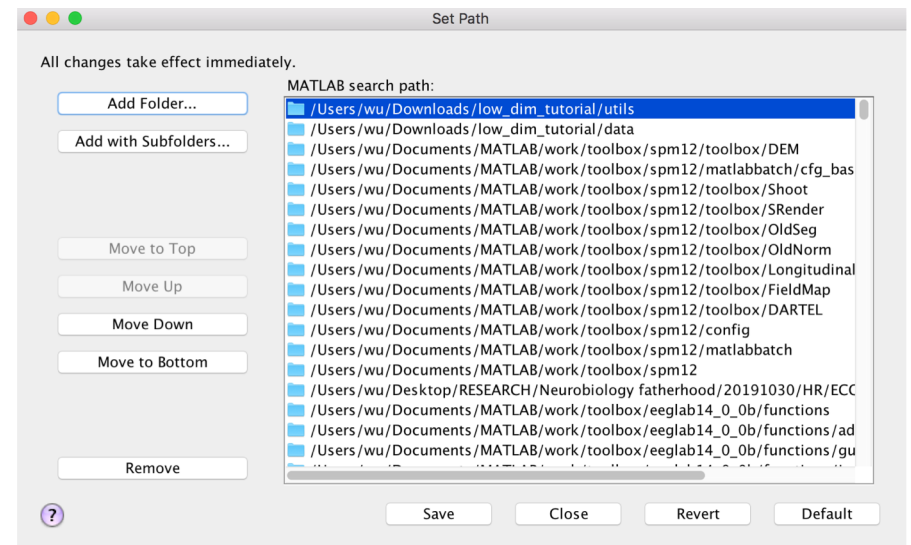 Set Path
All changes take effect immediately.
Add Folder...
Add with Subfolders...
Move to Top
Move Up
Move Down
Move to Bottom
Remove
MATLAB search path:
/Users/wu/Downloads/low_dim_tutorial/utils
/Users/wu/Downloads/low_dim_tutorial/data
/Users/wu/Documents/MATLAB/work/toolbox/spm12/toolbox/DEM
/Users/wu/Documents/MATLAB/work/toolbox/spm12/matlabbatch/cfg_bas
/Users/wu/Documents/MATLAB/work/toolbox/spm12/toolbox/Shoot
/Users/wu/Documents/MATLAB/work/toolbox/spm12/toolbox/SRender
/Users/wu/Documents/MATLAB/work/toolbox/spm12/toolbox/OldSeg
/Users/wu/Documents/MATLAB/work/toolbox/spm12/toolbox/OldNorm
/Users/wu/Documents/MATLAB/work/toolbox/spm12/toolbox/Longitudinal
/Users/wu/Documents/MATLAB/work/toolbox/spm12/toolbox/FieldMap
/Users/wu/Documents/MATLAB/work/toolbox/spm12/toolbox/DARTEL
/Users/wu/Documents/MATLAB/work/toolbox/spm12/config
/Users/wu/Documents/MATLAB/work/toolbox/spm12/matlabbatch
/Users/wu/Documents/MATLAB/work/toolbox/spm12
/Users/wu/Desktop/RESEARCH/Neurobiology fatherhood/20191030/HR/ECC
/Users/wu/Documents/MATLAB/work/toolbox/eeglab14_0_0b/functions
/Users/wu/Documents/MATLAB/work/toolbox/eeglab14_0_0b/functions/ad
/Users/wu/Documents/MATLAB/work/toolbox/eeglab14_0_0b/functions/gu
?
Save
Close
Revert
Default